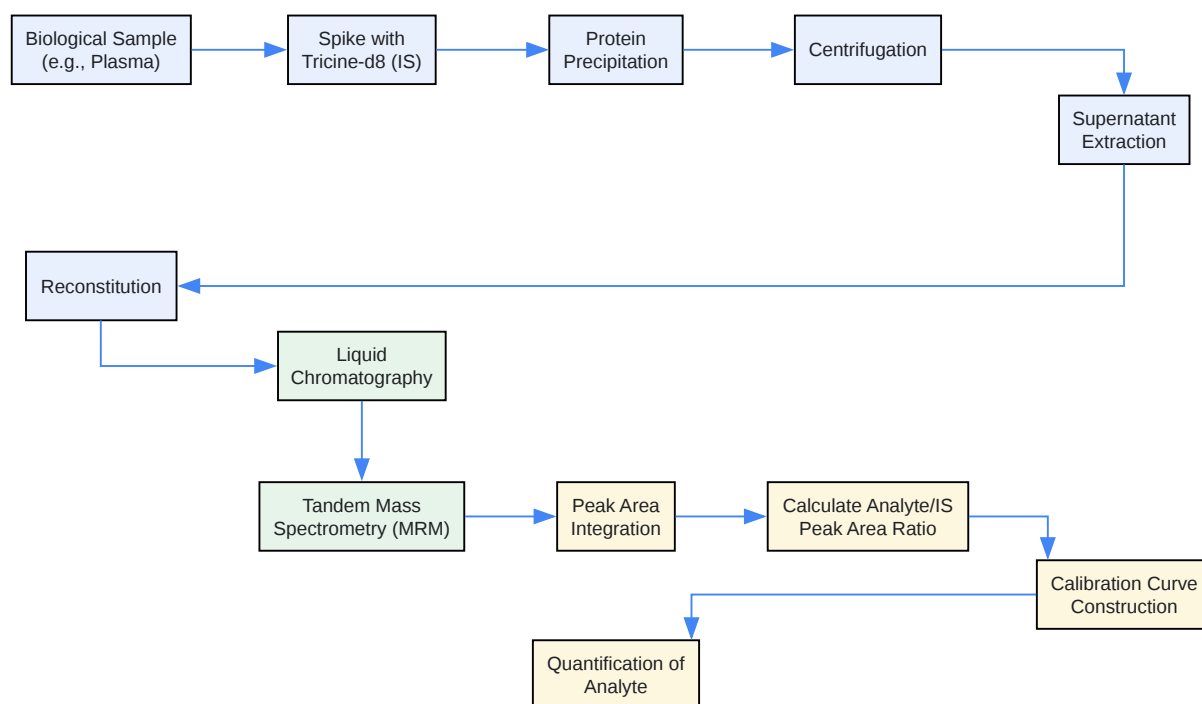 Biological Sample
(e.g., Plasma)
Spike with
Tricine-d8 (IS)
Protein
Precipitation
Centrifugation
Supernatant
Extraction
Reconstitution
Liquid
Chromatography
Tandem Mass
Spectrometry (MRM)
Peak Area
Integration
Calculate Analyte/IS
Peak Area Ratio
Calibration Curve
Construction
Quantification of
Analyte